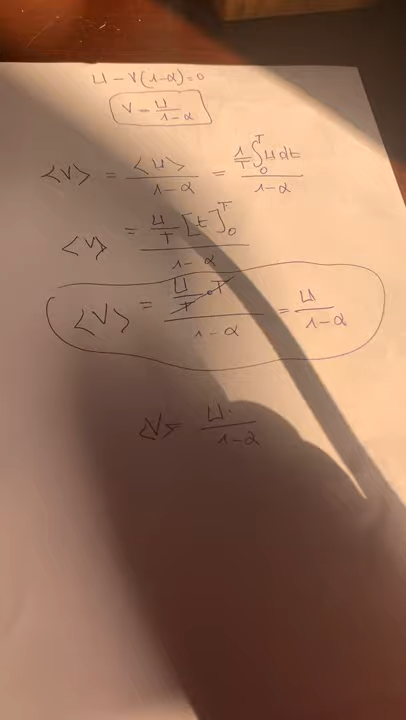 U - V(1-α) = 0
V = U/(1-α)
<V> = <U>/(1-α) = (1/T ∫₀ᵀ U dt)/(1-α)
<V> = (U/T [t]₀ᵀ)/(1-α)
<V> = (U/T · T)/(1-α) = U/(1-α)
<V> = U/(1-α)